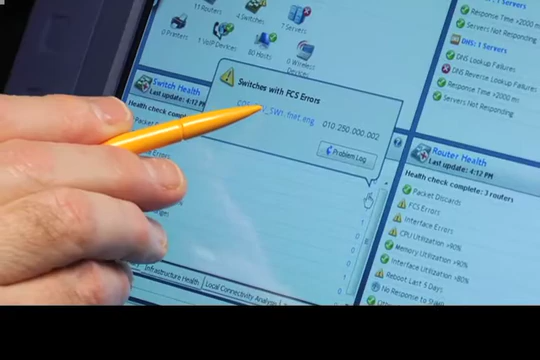 11 Routers
4 Switches
7 Servers
0 Printers
1 VoIP Devices
80 Hosts
0 Wireless
Devices
Response Time >2000 ms
Servers Not Responding
DNS: 1 Servers
DNS Lookup Failures
DNS Reverse Lookup Failures
Response Time >2000 ms
Servers Not Responding
Switch Health
Last update: 4:12 PM
Health check
Switches with FCS Errors
010.250.000.002
Problem Log
Router Health
Last update: 4:12 PM
Health check complete: 3 routers
Packet Discards
FCS Errors
Interface Errors
CPU Utilization >90%
Memory Utilization >90%
Interface Utilization >80%
Reboot Last 5 Days
No Response to
Infrastructure Health
Local Connectivity Analysis